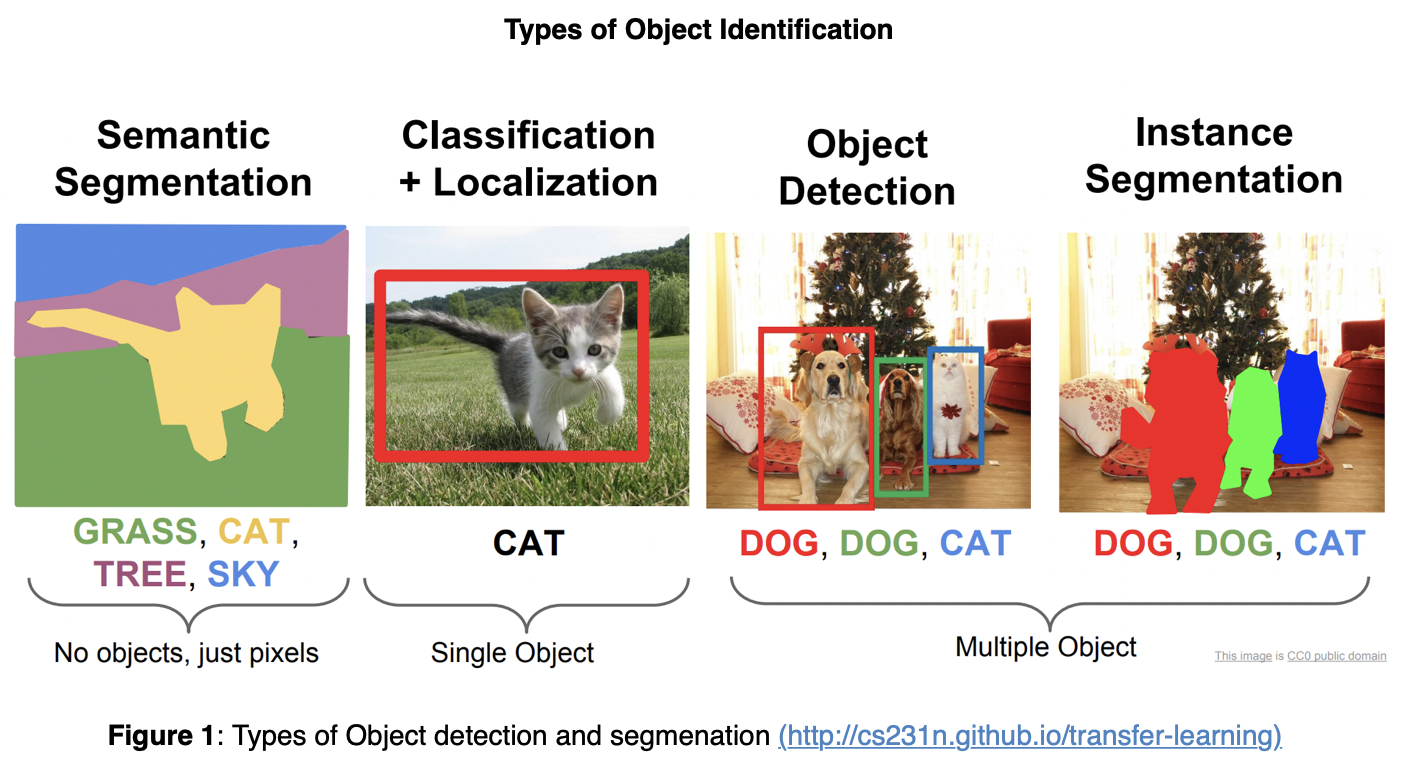 Types of Object Identification
Semantic
Segmentation
Classification
+ Localization
Object
Detection
Instance
Segmentation
GRASS, CAT,
TREE, SKY
CAT
DOG, DOG, CAT
DOG, DOG, CAT
No objects, just pixels
Single Object
Multiple Object
This image is CC0 public domain
Figure 1: Types of Object detection and segmenation (http://cs231n.github.io/transfer-learning)